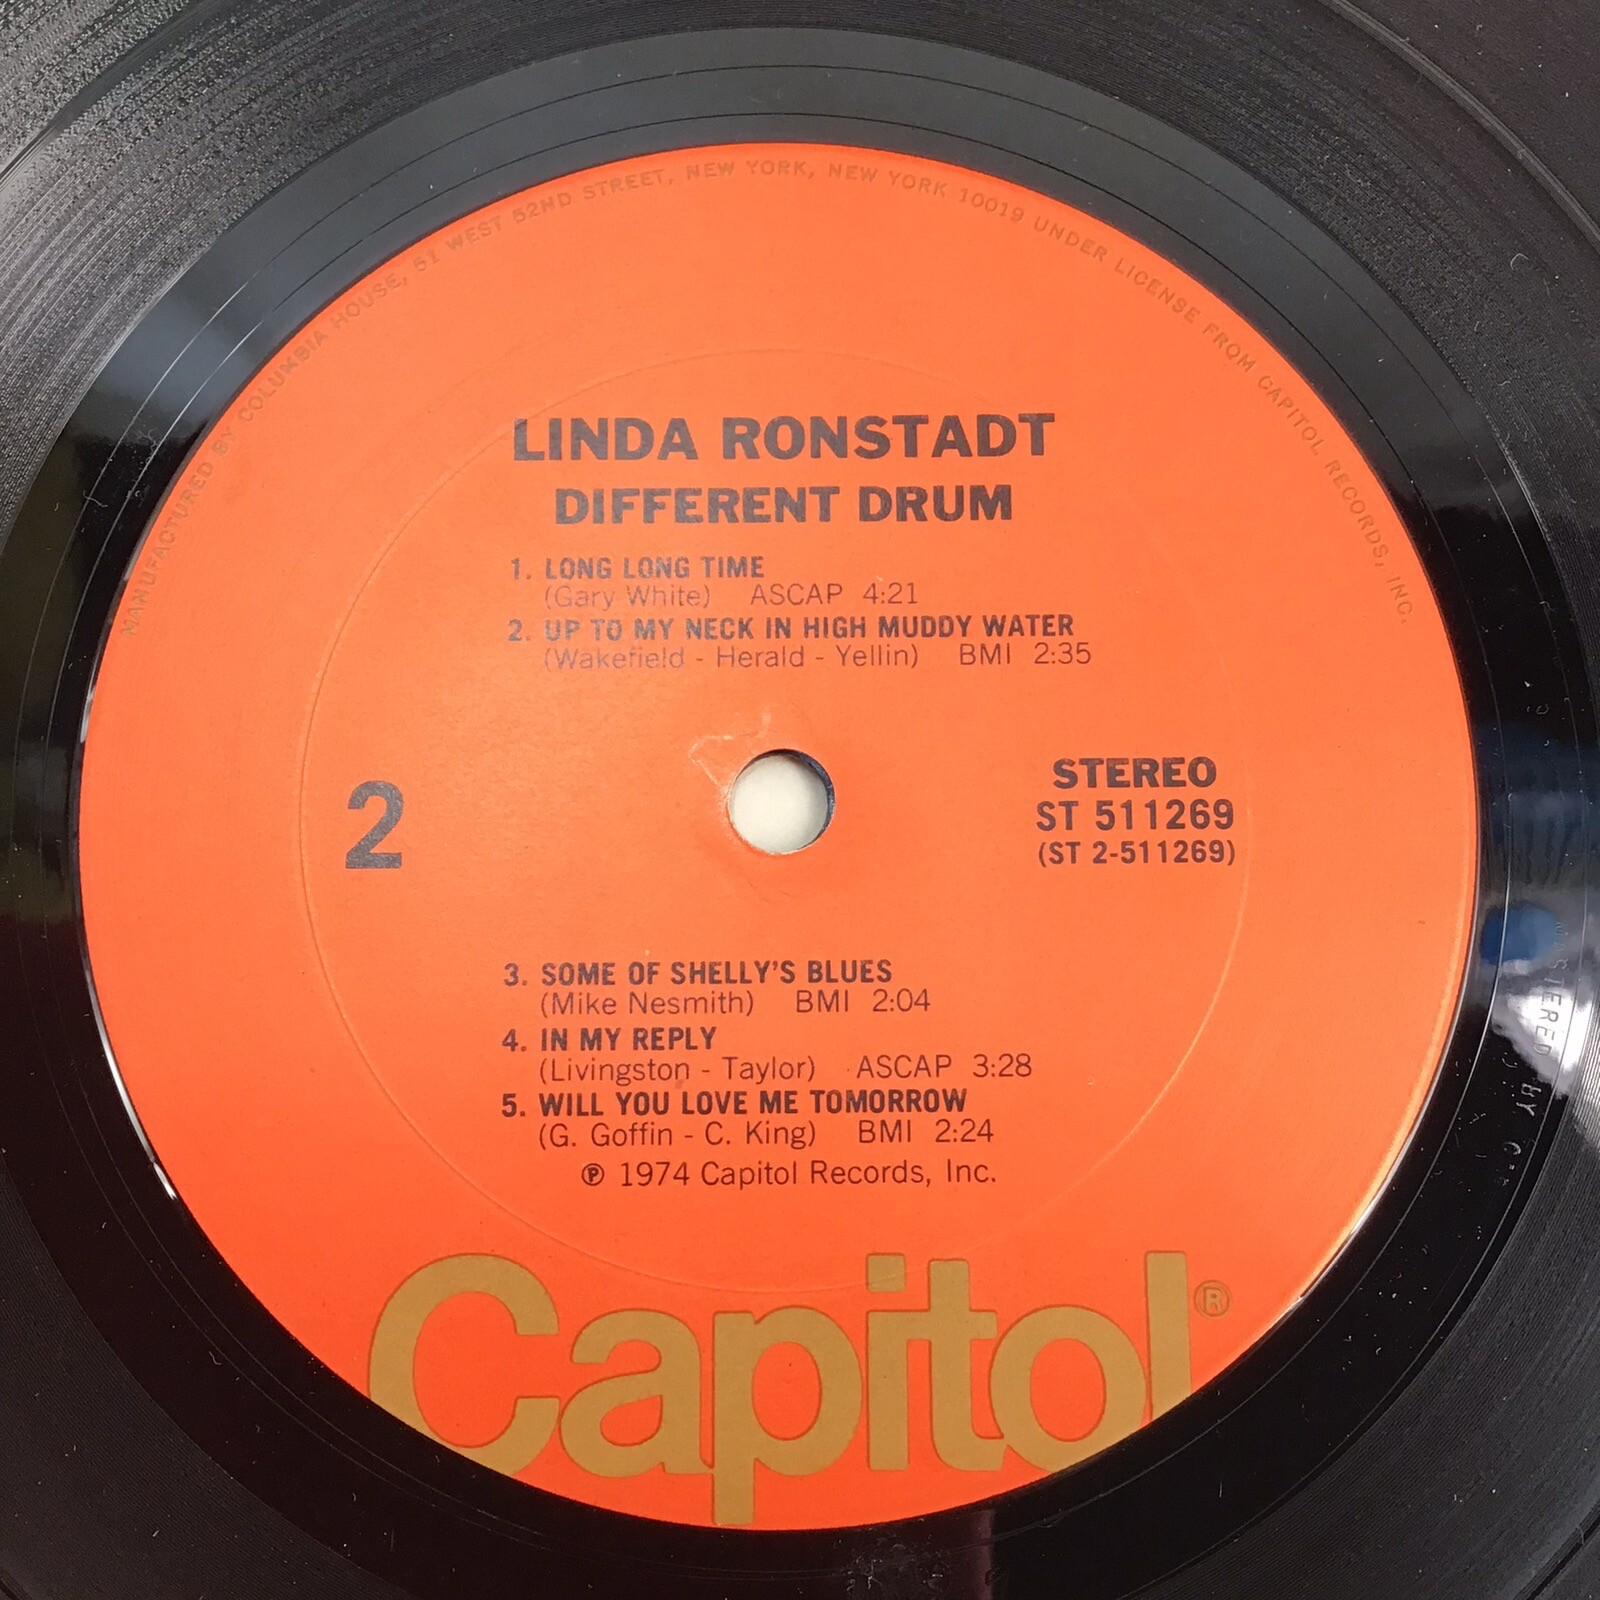 MANUFACTURED BY COLUMBIA HOUSE, 51 WEST 52ND STREET, NEW YORK, NEW YORK 10019 UNDER LICENSE FROM CAPITOL RECORDS, INC.
LINDA RONSTADT
DIFFERENT DRUM
1. LONG LONG TIME
(Gary White) ASCAP 4:21
2. UP TO MY NECK IN HIGH MUDDY WATER
(Wakefield - Herald - Yellin) BMI 2:35
2
STEREO
ST 511269
(ST 2-511269)
3. SOME OF SHELLY'S BLUES
(Mike Nesmith) BMI 2:04
4. IN MY REPLY
(Livingston - Taylor) ASCAP 3:28
5. WILL YOU LOVE ME TOMORROW
(G. Goffin - C. King) BMI 2:24
℗ 1974 Capitol Records, Inc.
Capitol®
MASTERED BY